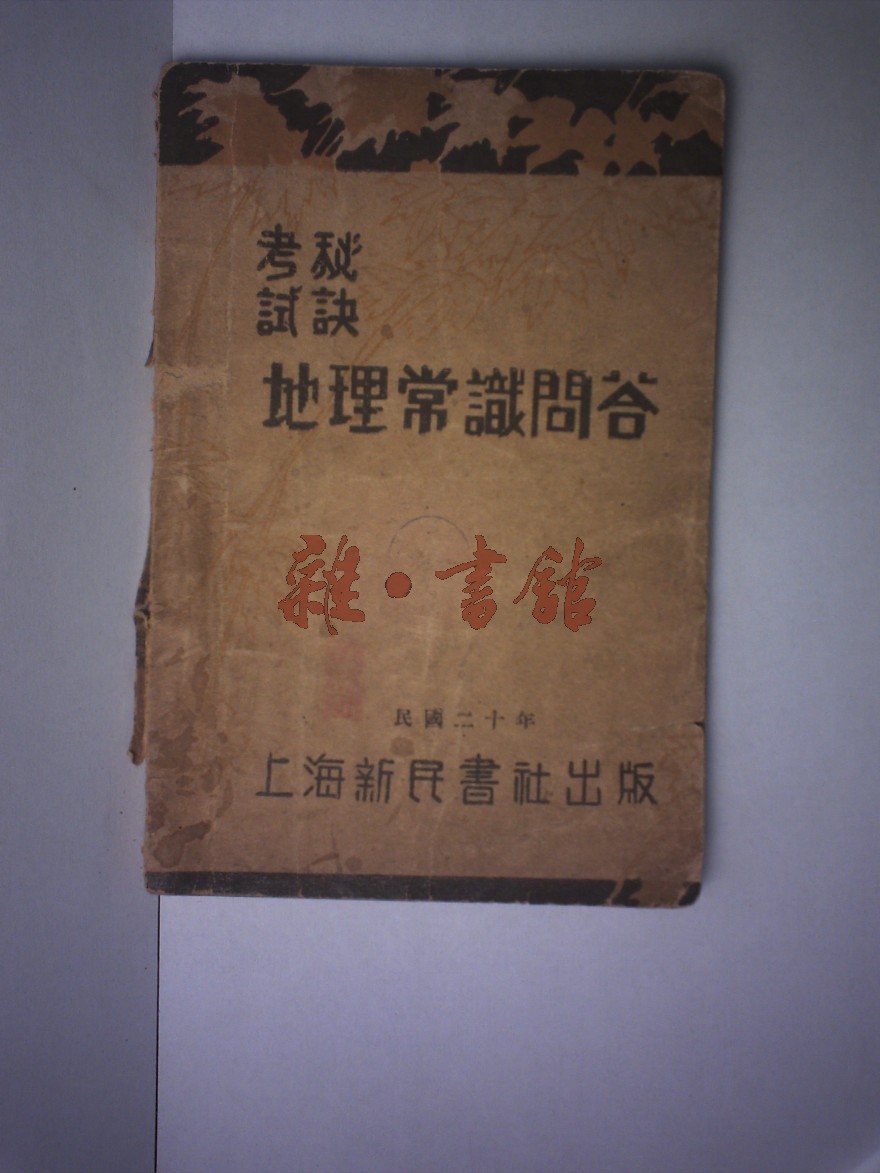 考秘
試訣
地理常識問荅
雜·書館
民國二十年
上海新民書社出版